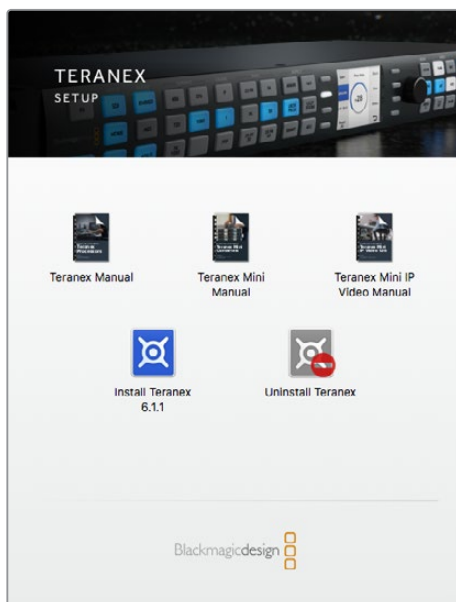 TERANEX
SETUP
Teranex Manual
Teranex Mini
Manual
Teranex Mini IP
Video Manual
Install Teranex
6.1.1
Uninstall Teranex
Blackmagicdesign